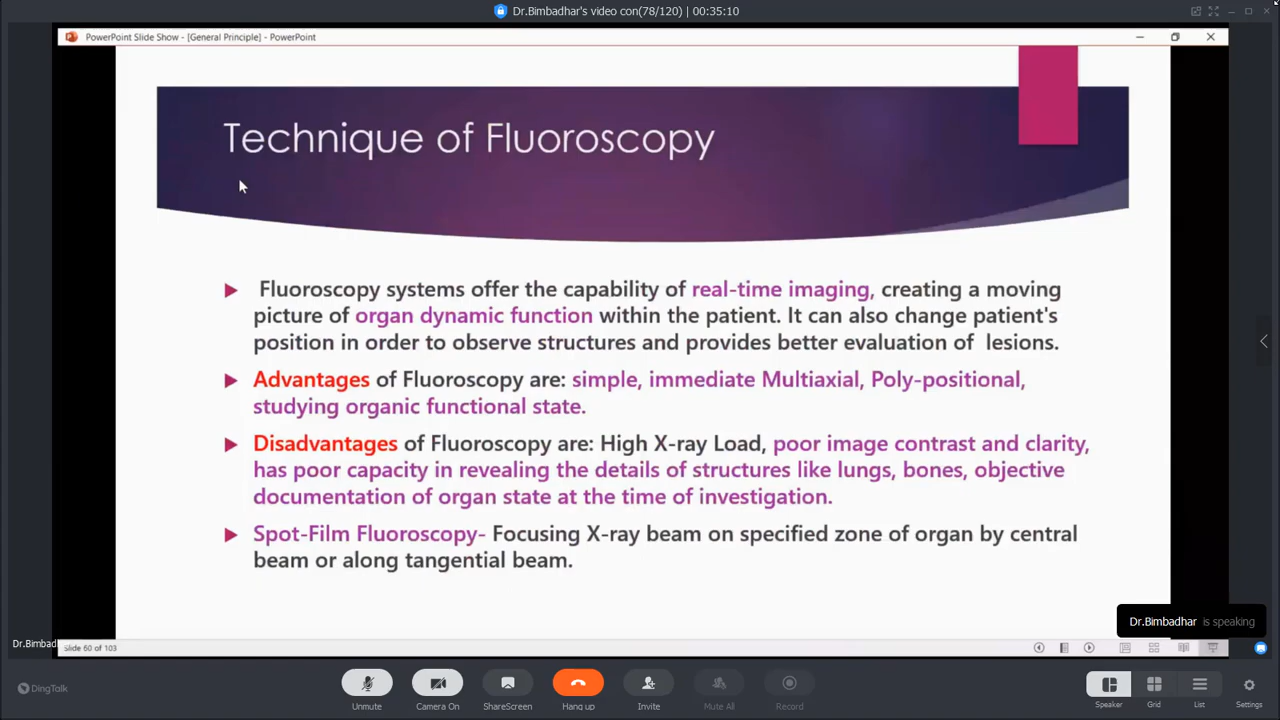 Dr.Bimbadhar's video con(78/120) | 00:35:10
PowerPoint Slide Show - [General Principle] - PowerPoint
Technique of Fluoroscopy
Fluoroscopy systems offer the capability of real-time imaging, creating a moving
picture of organ dynamic function within the patient. It can also change patient's
position in order to observe structures and provides better evaluation of lesions.
Advantages of Fluoroscopy are: simple, immediate Multiaxial, Poly-positional,
studying organic functional state.
Disadvantages of Fluoroscopy are: High X-ray Load, poor image contrast and clarity,
has poor capacity in revealing the details of structures like lungs, bones, objective
documentation of organ state at the time of investigation.
Spot-Film Fluoroscopy- Focusing X-ray beam on specified zone of organ by central
beam or along tangential beam.
Dr.Bimbadhar is speaking
Dr.Bimbad
Slide 60 of 103
DingTalk
Unmute
Camera On
ShareScreen
Hang up
Invite
Mute All
Record
Speaker
Grid
List
Settings